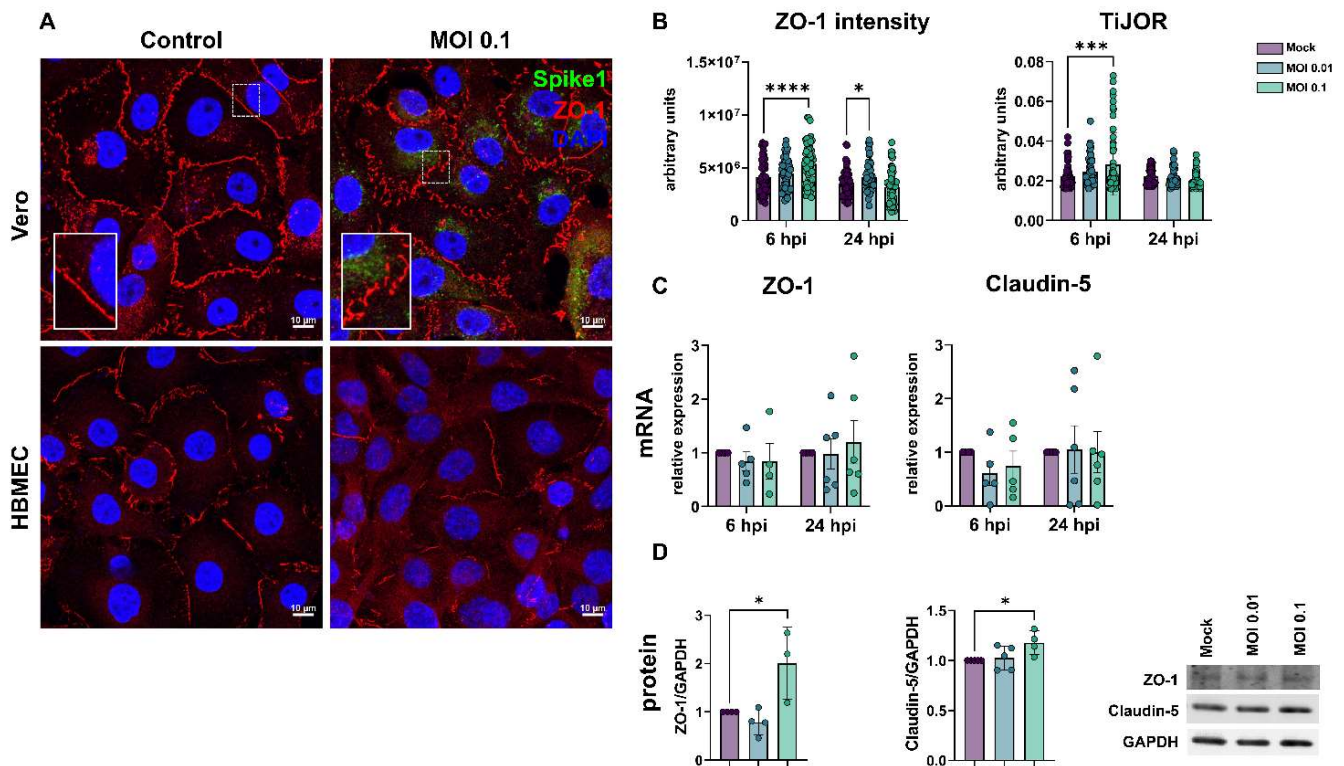 A
Control
MOI 0.1
Vero
Spike1
ZO-1
DAPI
10 µm
10 µm
HBMEC
10 µm
10 µm
B
ZO-1 intensity
TiJOR
Mock
MOI 0.01
MOI 0.1
arbitrary units
1.5×10⁷
1.0×10⁷
5×10⁶
0
****
*
6 hpi
24 hpi
arbitrary units
0.08
0.06
0.04
0.02
0.00
***
6 hpi
24 hpi
C
ZO-1
Claudin-5
mRNA
relative expression
3
2
1
0
6 hpi
24 hpi
relative expression
3
2
1
0
6 hpi
24 hpi
D
protein
ZO-1/GAPDH
3
2
1
0
*
Claudin-5/GAPDH
1.5
1.0
0.5
0.0
*
Mock
MOI 0.01
MOI 0.1
ZO-1
Claudin-5
GAPDH